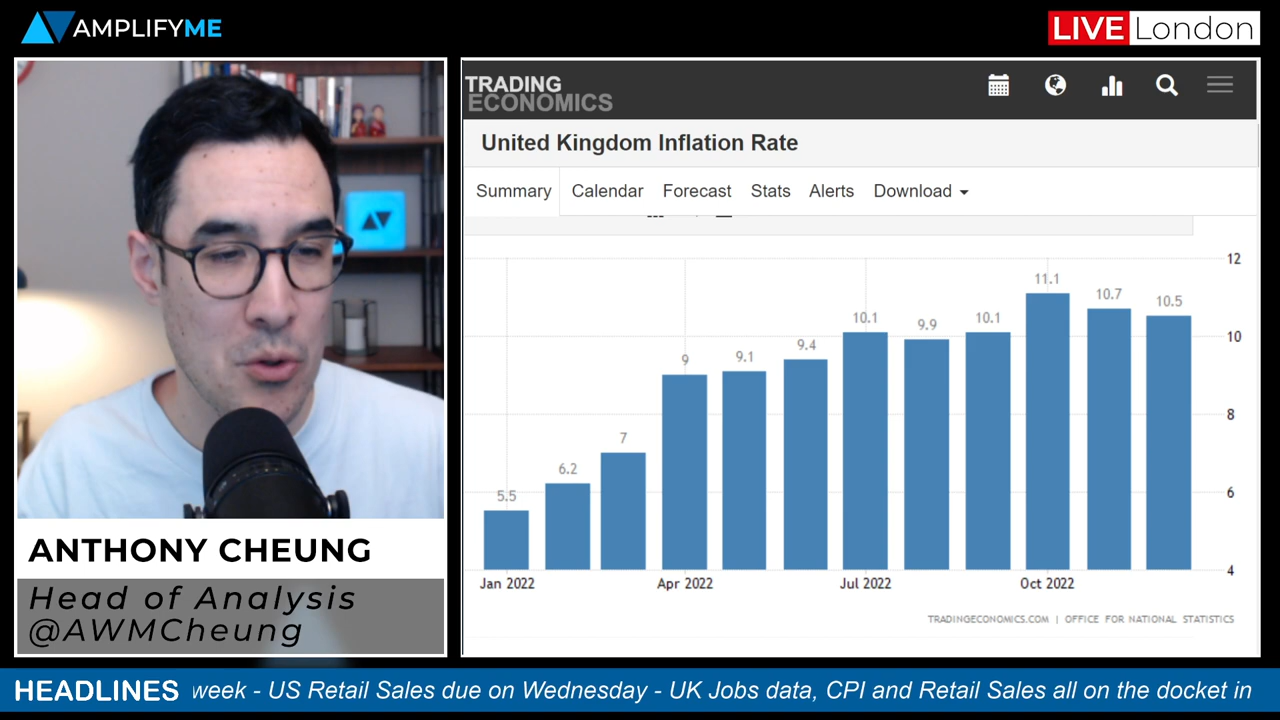 AMPLIFYME
LIVE London
TRADING
ECONOMICS
United Kingdom Inflation Rate
Summary Calendar Forecast Stats Alerts Download
12
10
8
6
4
5.5
6.2
7
9
9.1
9.4
10.1
9.9
10.1
11.1
10.7
10.5
Jan 2022 Apr 2022 Jul 2022 Oct 2022
TRADINGECONOMICS.COM | OFFICE FOR NATIONAL STATISTICS
ANTHONY CHEUNG
Head of Analysis
@AWMCheung
HEADLINES week - US Retail Sales due on Wednesday - UK Jobs data, CPI and Retail Sales all on the docket in